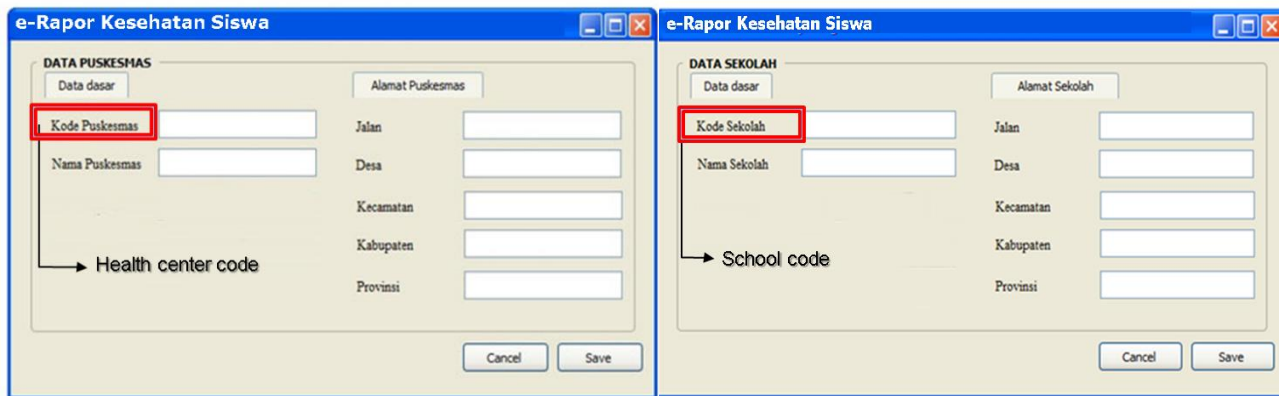 e-Rapor Kesehatan Siswa
DATA PUSKESMAS
Data dasar
Alamat Puskesmas
Kode Puskesmas
Jalan
Nama Puskesmas
Desa
Kecamatan
Kabupaten
Health center code
Provinsi
Cancel
Save
e-Rapor Kesehatan Siswa
DATA SEKOLAH
Data dasar
Alamat Sekolah
Kode Sekolah
Jalan
Nama Sekolah
Desa
Kecamatan
Kabupaten
School code
Provinsi
Cancel
Save